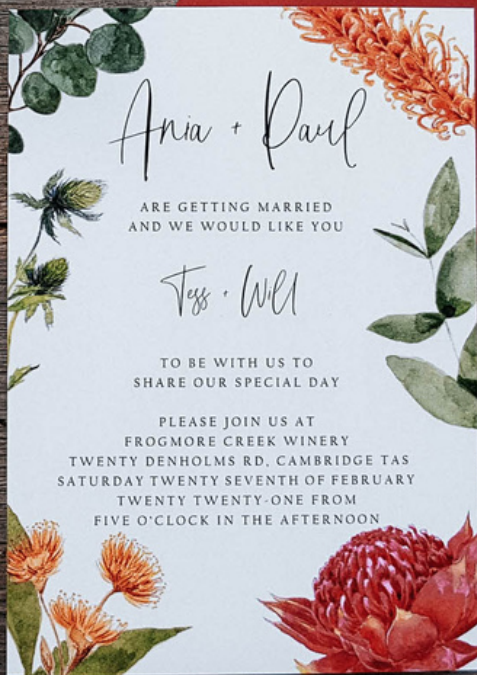 Ania + Paul
ARE GETTING MARRIED
AND WE WOULD LIKE YOU
Tess + Will
TO BE WITH US TO
SHARE OUR SPECIAL DAY
PLEASE JOIN US AT
FROGMORE CREEK WINERY
TWENTY DENHOLMS RD, CAMBRIDGE TAS
SATURDAY TWENTY SEVENTH OF FEBRUARY
TWENTY TWENTY-ONE FROM
FIVE O'CLOCK IN THE AFTERNOON